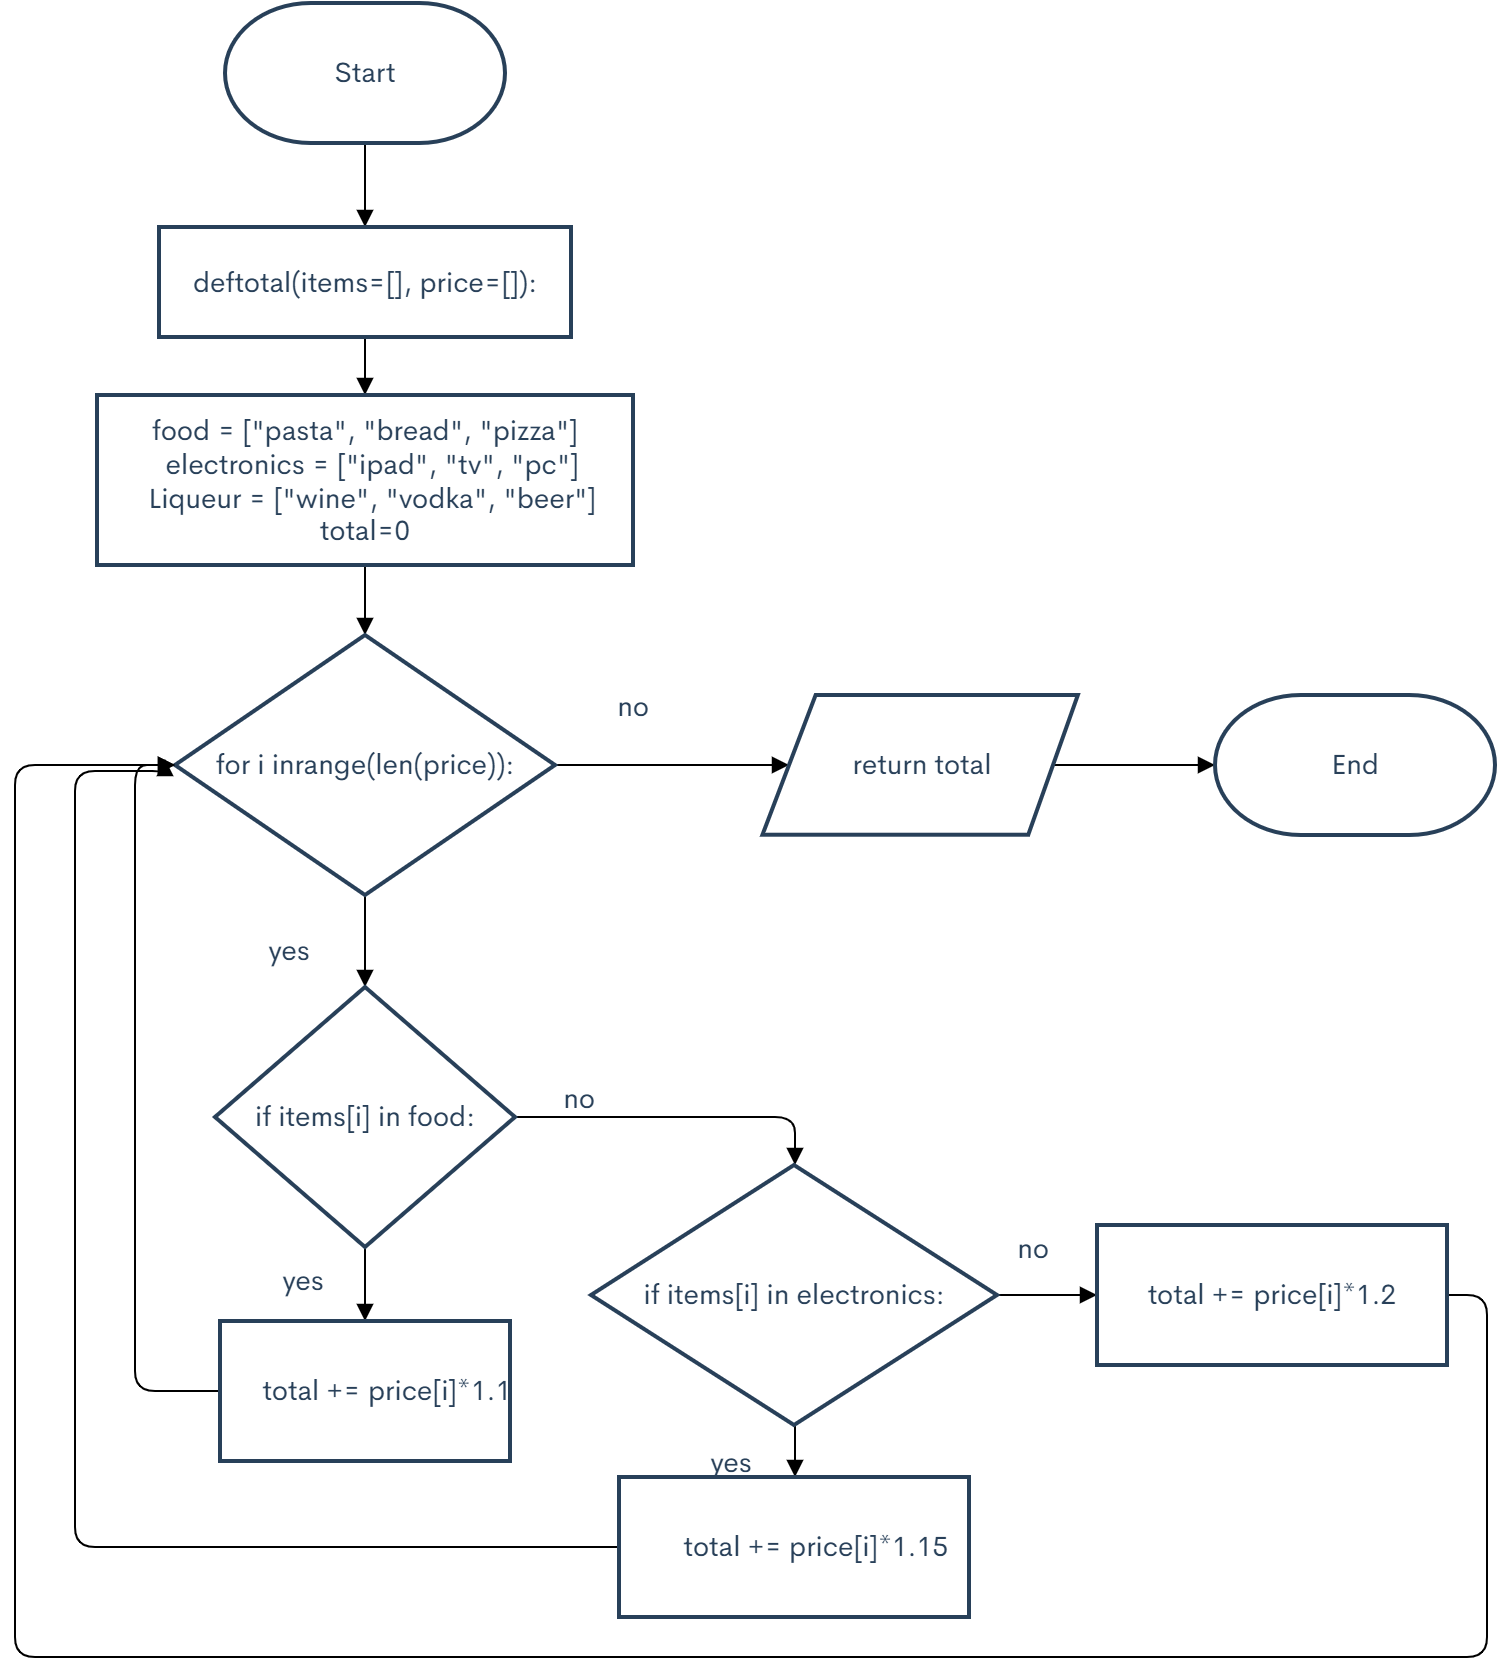 Start
deftotal(items=[], price=[]):
food = ["pasta", "bread", "pizza"]
electronics = ["ipad", "tv", "pc"]
Liqueur = ["wine", "vodka", "beer"]
total=0
no
for i inrange(len(price)):
return total
End
yes
no
if items[i] in food:
no
yes
if items[i] in electronics:
total += price[i]*1.2
total += price[i]*1.1
yes
total += price[i]*1.15